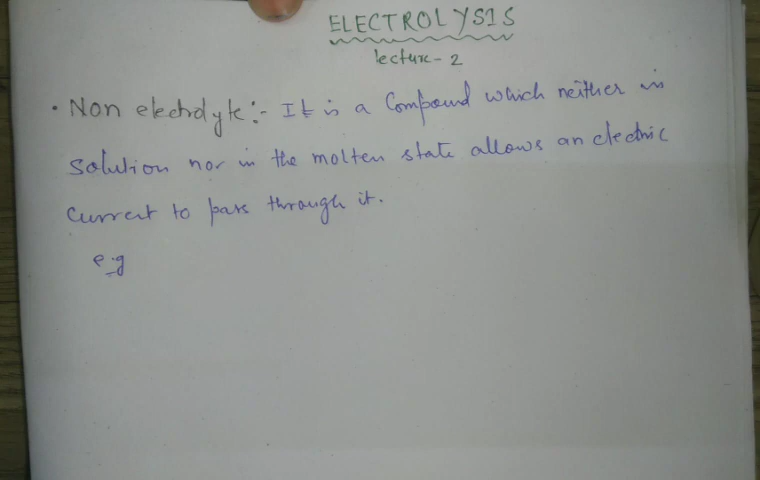 ELECTROLYSIS
lecture - 2
• Non electrolyte :- It is a Compound which neither in
solution nor in the molten state allows an electric
current to pass through it.
e.g